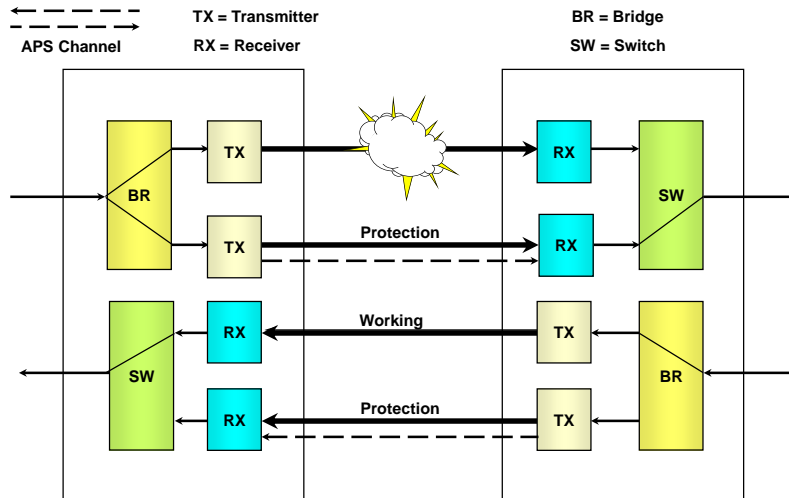 TX = Transmitter
BR = Bridge
APS Channel
RX = Receiver
SW = Switch
TX
RX
BR
SW
Protection
TX
RX
Working
RX
TX
SW
BR
Protection
RX
TX